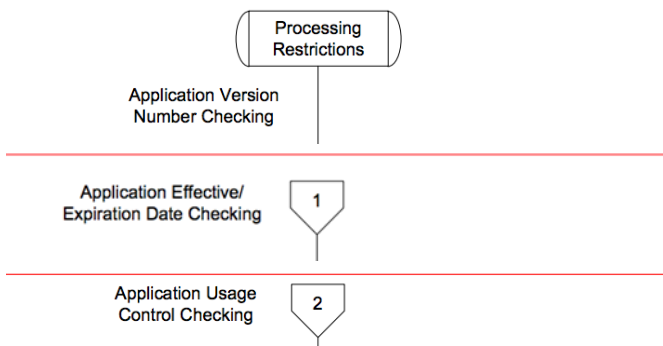 Processing
Restrictions
Application Version
Number Checking
Application Effective/
Expiration Date Checking
1
Application Usage
Control Checking
2